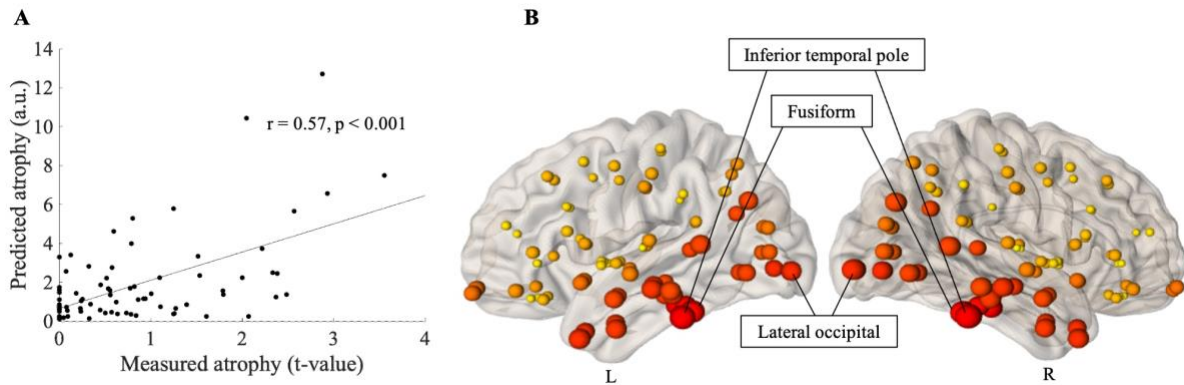 A
14
12
10
8
6
4
2
0
0
1
2
3
4
Predicted atrophy (a.u.)
Measured atrophy (t-value)
r = 0.57, p < 0.001
B
Inferior temporal pole
Fusiform
Lateral occipital
L
R